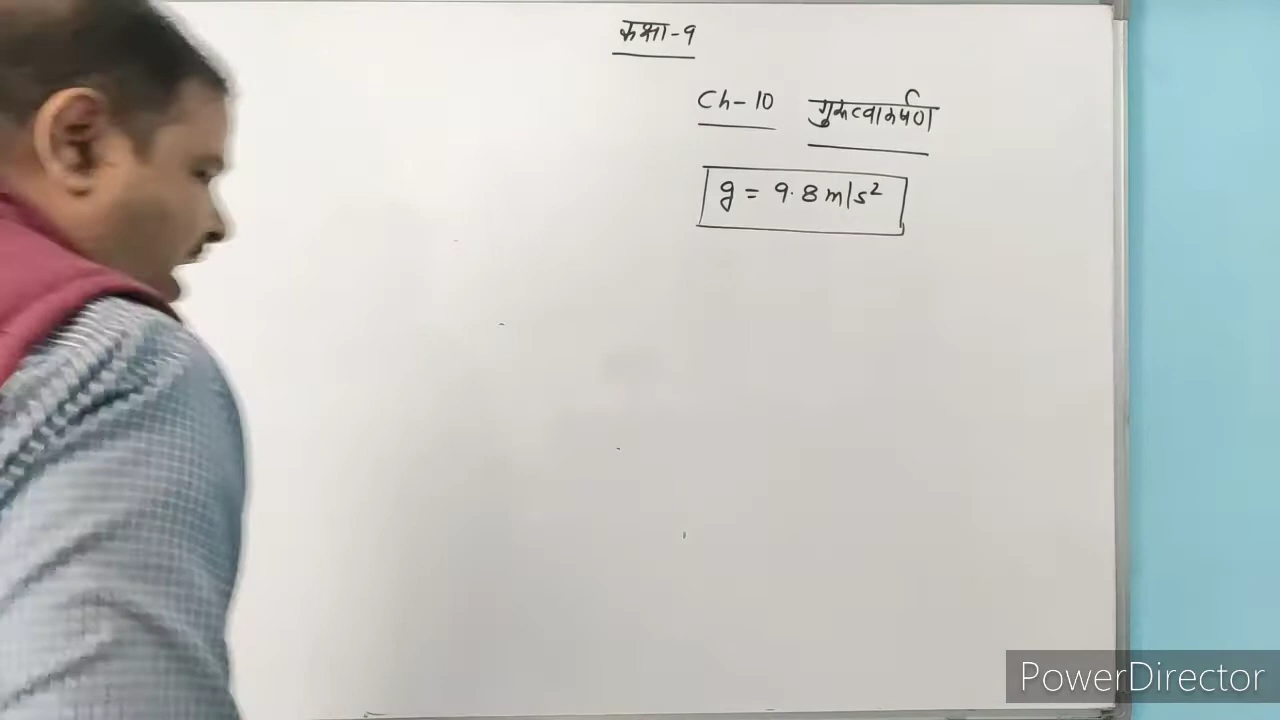 कक्षा-9
Ch-10 गुरुत्वाकर्षण
g = 9.8 m/s²
PowerDirector